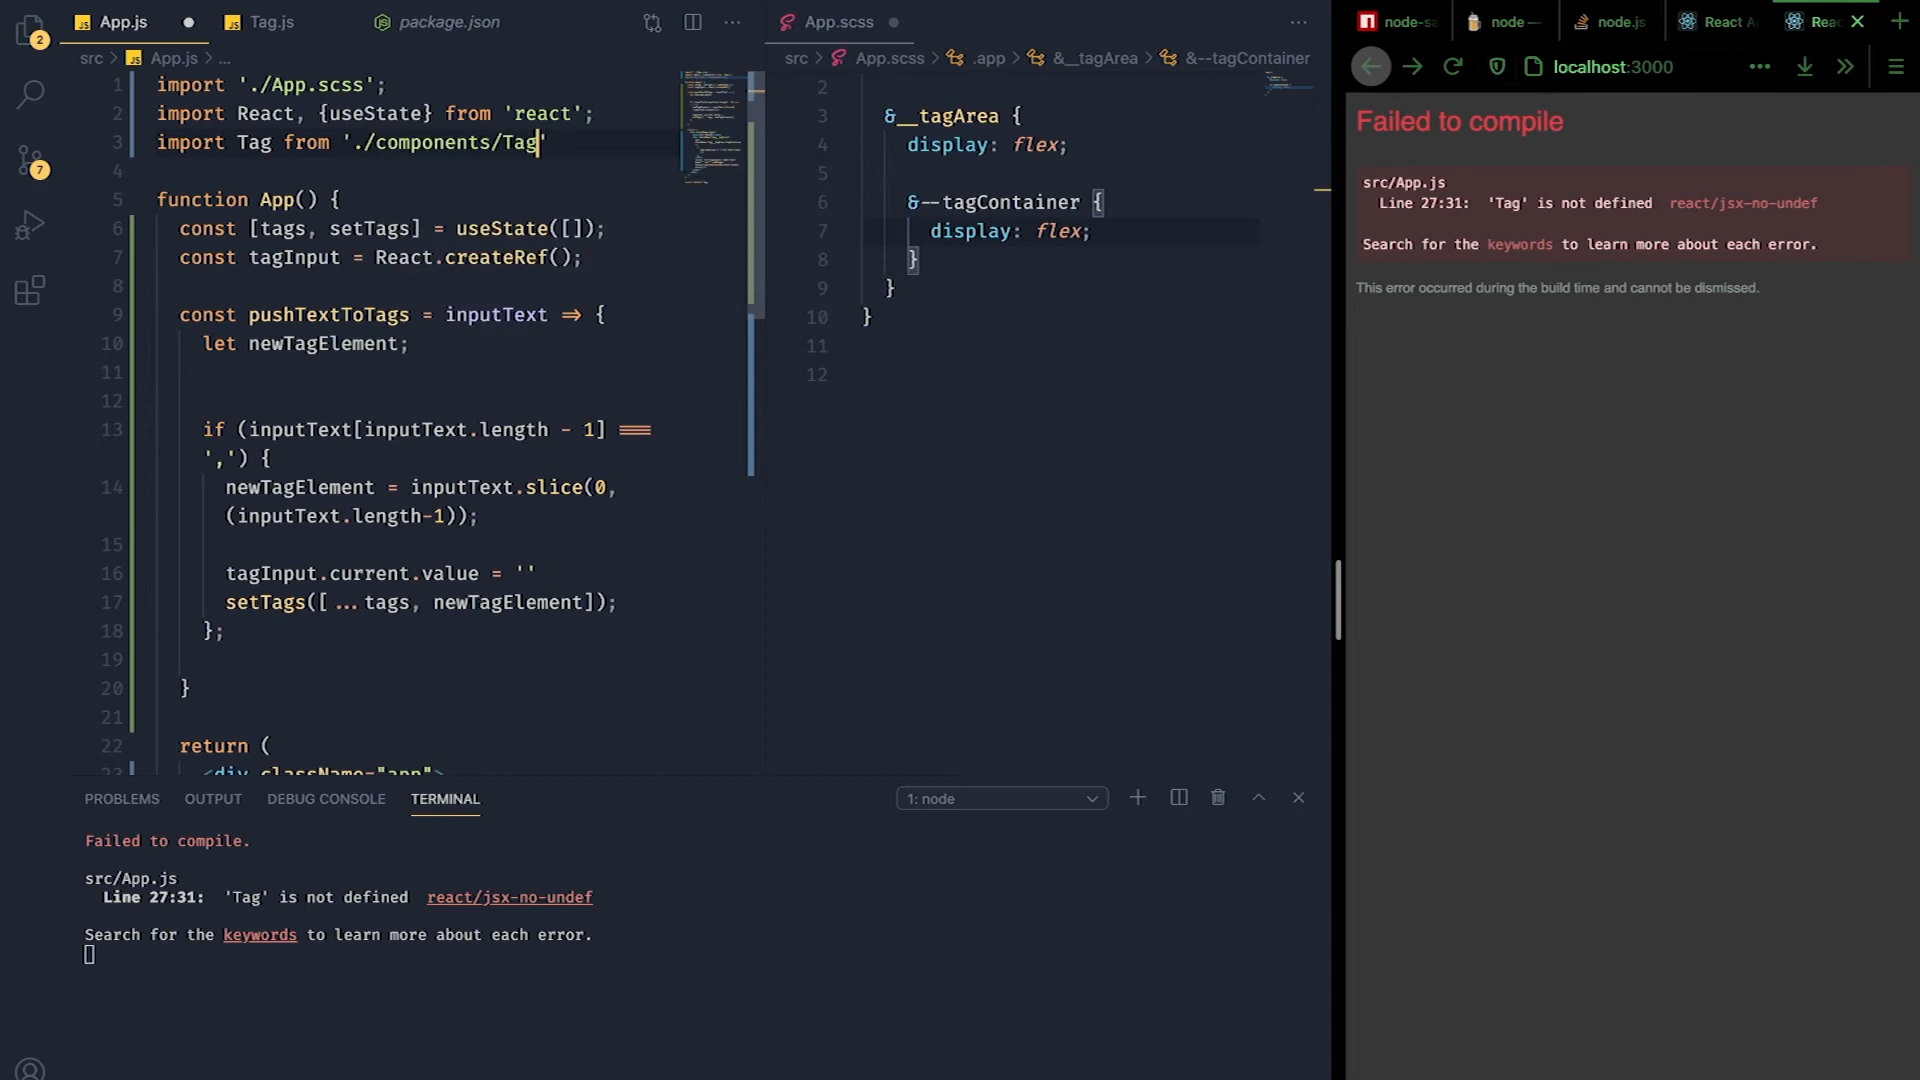 App.js
Tag.js
package.json
App.scss
node-sa
node —
node.js
React A
Reac
2
src
App.js
...
src
App.scss
.app
&__tagArea
&--tagContainer
localhost:3000
7
1 import './App.scss';
2 import React, {useState} from 'react';
3 import Tag from './components/Tag'
4
5 function App() {
6 const [tags, setTags] = useState([]);
7 const tagInput = React.createRef();
8
9 const pushTextToTags = inputText => {
10 let newTagElement;
11
12
13 if (inputText[inputText.length - 1] ===
',') {
14 newTagElement = inputText.slice(0,
(inputText.length-1));
15
16 tagInput.current.value = ''
17 setTags([...tags, newTagElement]);
18 };
19
20 }
21
22 return (
23 <div className="app">
2
3 &__tagArea {
4 display: flex;
5
6 &--tagContainer {
7 display: flex;
8 }
9 }
10 }
11
12
Failed to compile
src/App.js
Line 27:31: 'Tag' is not defined react/jsx-no-undef
Search for the keywords to learn more about each error.
This error occurred during the build time and cannot be dismissed.
PROBLEMS
OUTPUT
DEBUG CONSOLE
TERMINAL
1: node
Failed to compile.
src/App.js
Line 27:31: 'Tag' is not defined react/jsx-no-undef
Search for the keywords to learn more about each error.